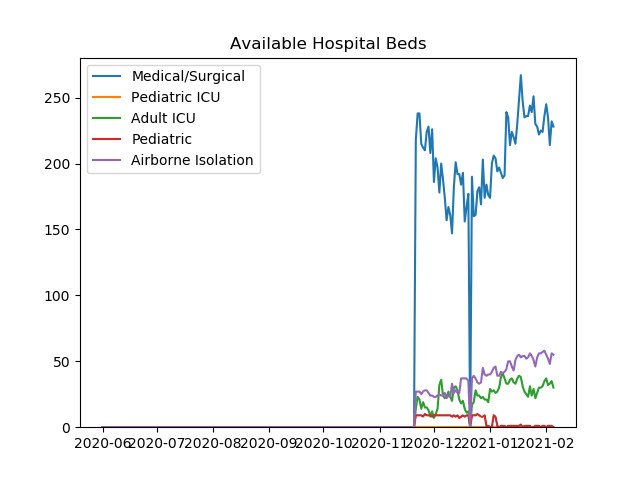 Available Hospital Beds
Medical/Surgical
Pediatric ICU
Adult ICU
Pediatric
Airborne Isolation
250
200
150
100
50
0
2020-06 2020-07 2020-08 2020-09 2020-10 2020-11 2020-12 2021-01 2021-02